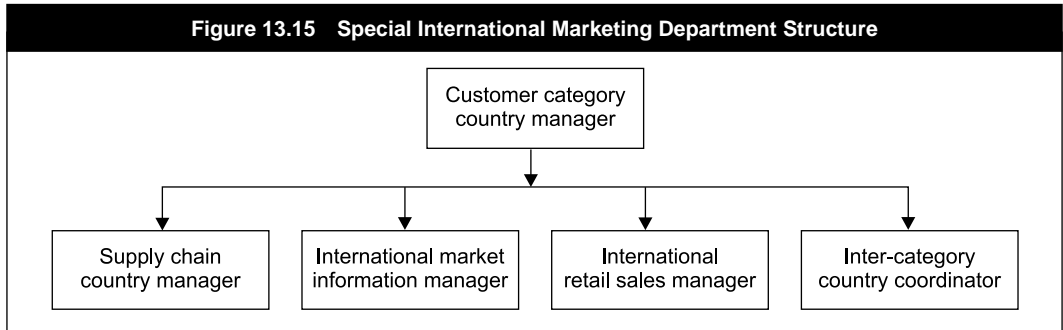 Figure 13.15 Special International Marketing Department Structure
Customer category
country manager
Supply chain
country manager
International market
information manager
International
retail sales manager
Inter-category
country coordinator